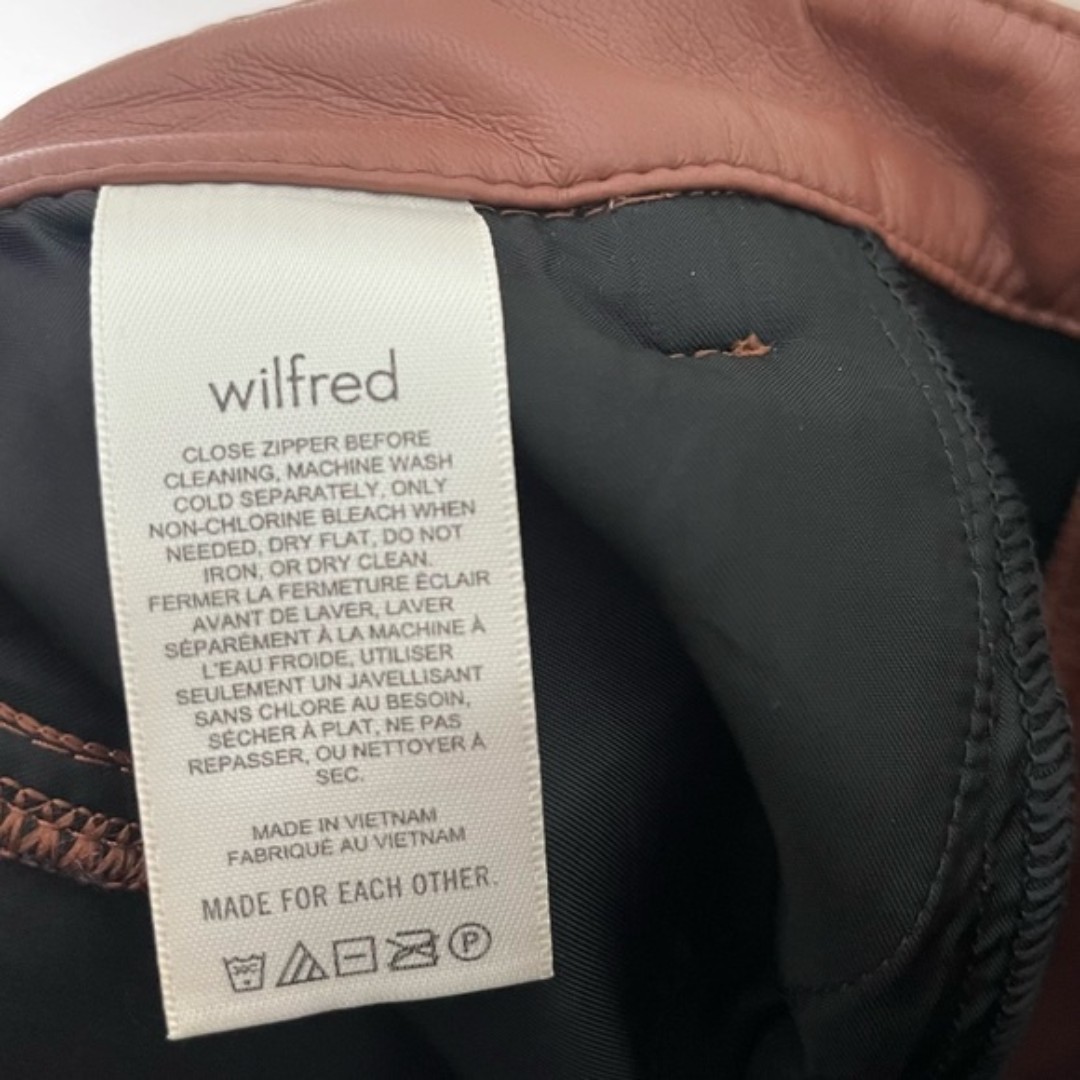 wilfred
CLOSE ZIPPER BEFORE
CLEANING, MACHINE WASH
COLD SEPARATELY, ONLY
NON-CHLORINE BLEACH WHEN
NEEDED, DRY FLAT, DO NOT
IRON, OR DRY CLEAN.
FERMER LA FERMETURE ÉCLAIR
AVANT DE LAVER, LAVER
SÉPARÉMENT À LA MACHINE À
L'EAU FROIDE, UTILISER
SEULEMENT UN JAVELLISANT
SANS CHLORE AU BESOIN,
SÉCHER À PLAT, NE PAS
REPASSER, OU NETTOYER À
SEC.
MADE IN VIETNAM
FABRIQUÉ AU VIETNAM
MADE FOR EACH OTHER.
30C P